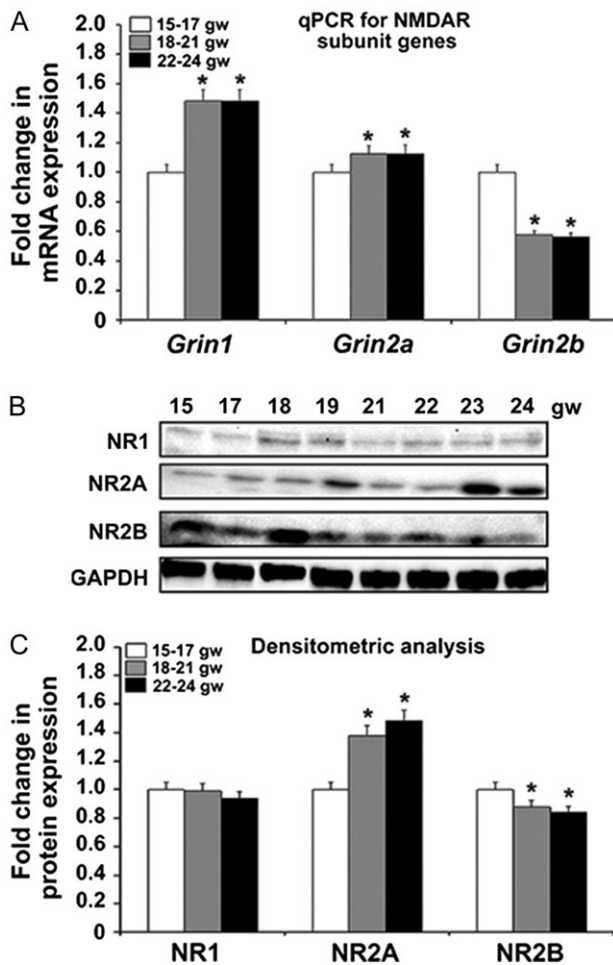 A
qPCR for NMDAR
subunit genes
15-17 gw
18-21 gw
22-24 gw
Fold change in
mRNA expression
2.0
1.8
1.6
1.4
1.2
1.0
0.8
0.6
0.4
0.2
0
* * * * * *
Grin1 Grin2a Grin2b
B
15 17 18 19 21 22 23 24 gw
NR1
NR2A
NR2B
GAPDH
C
Densitometric analysis
15-17 gw
18-21 gw
22-24 gw
Fold change in
protein expression
2.0
1.8
1.6
1.4
1.2
1.0
0.8
0.6
0.4
0.2
0
* * * *
NR1 NR2A NR2B